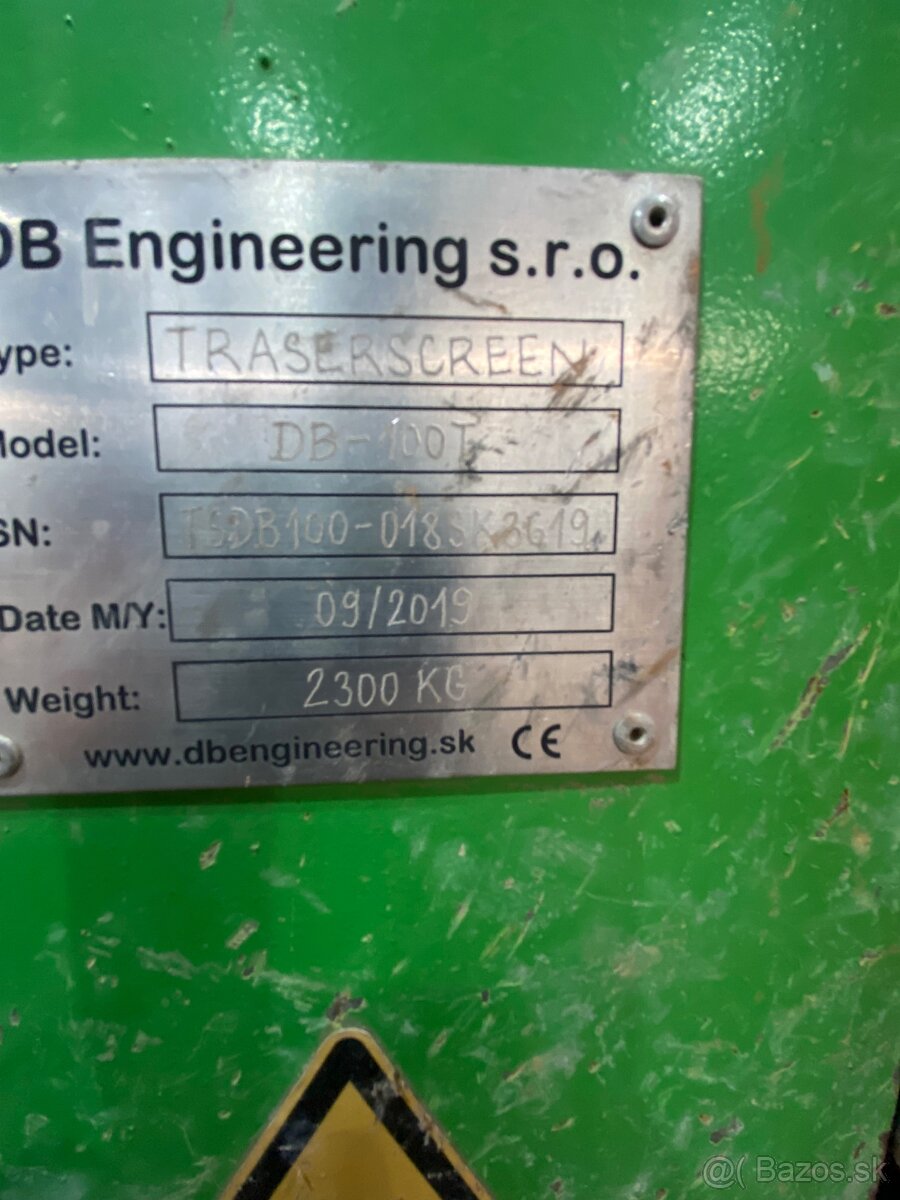 DB Engineering s.r.o.
ype: TRASERSCREEN
Model: DB-100T
SN: TSDB100-018SK3619
Date M/Y: 09/2019
Weight: 2300 KG
www.dbengineering.sk CE
@( Bazos.sk